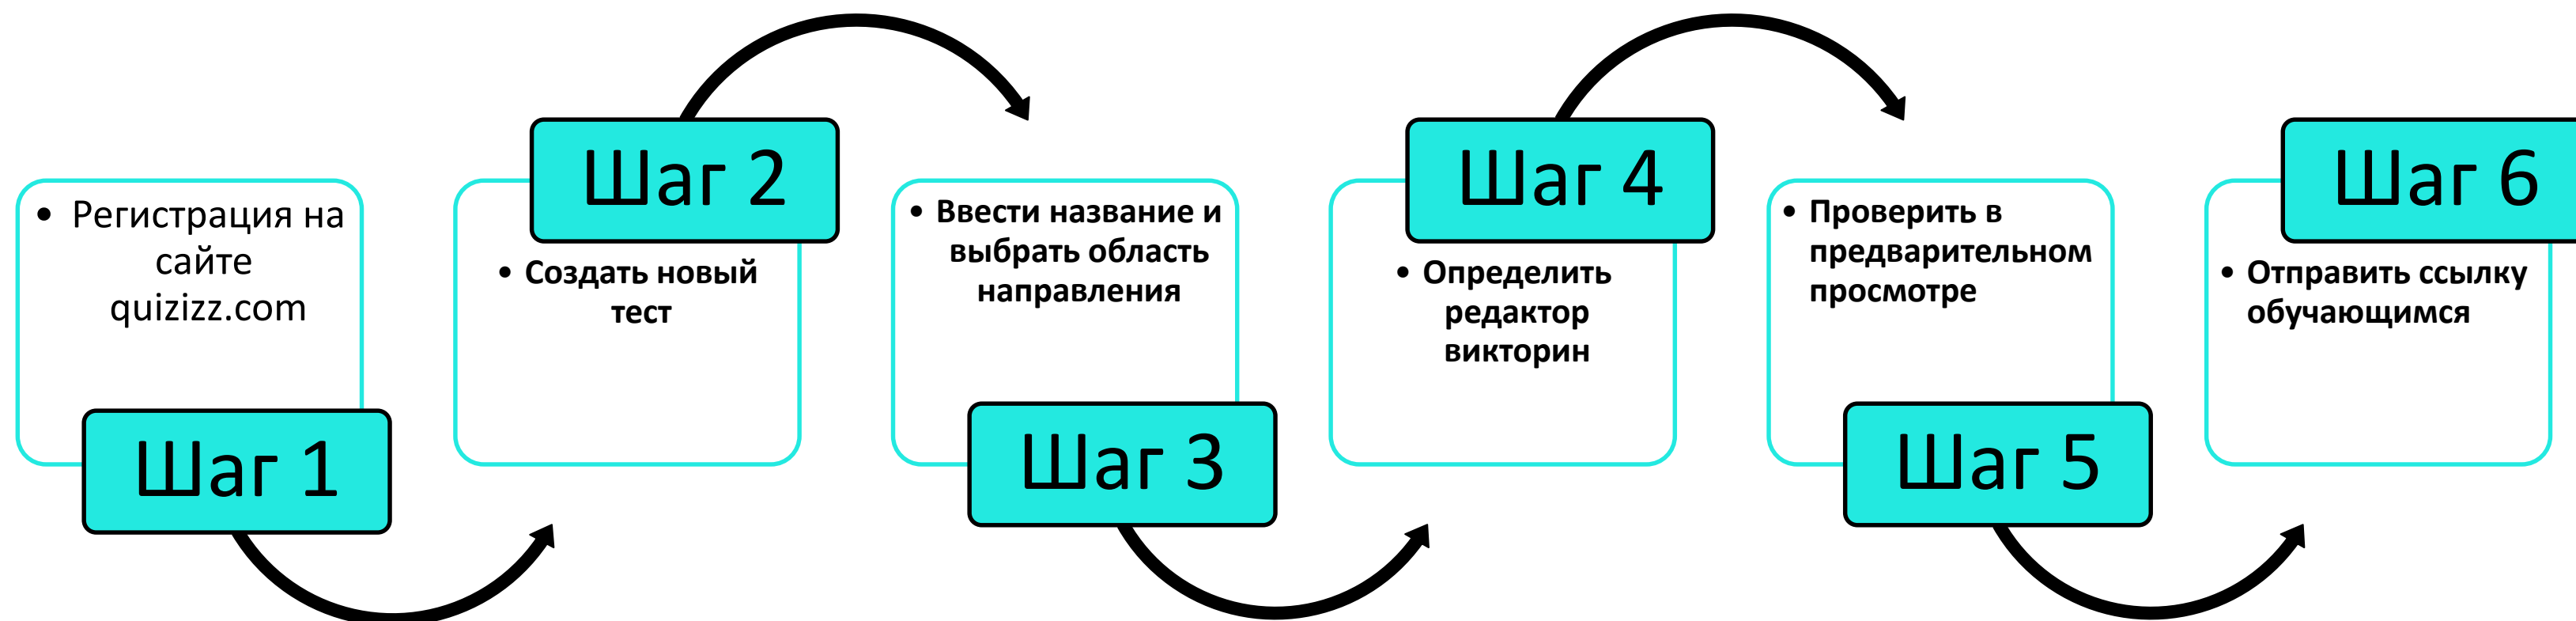 • Регистрация на
сайте
quizizz.com
Шаг 1
Шаг 2
• Создать новый
тест
• Ввести название и
выбрать область
направления
Шаг 3
Шаг 4
• Определить
редактор
викторин
• Проверить в
предварительном
просмотре
Шаг 5
Шаг 6
• Отправить ссылку
обучающимся